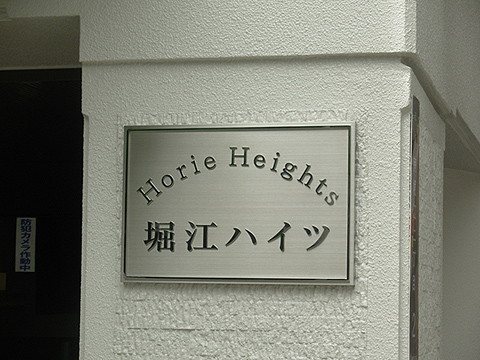 Horie Heights
堀江ハイツ
防犯カメラ作動中